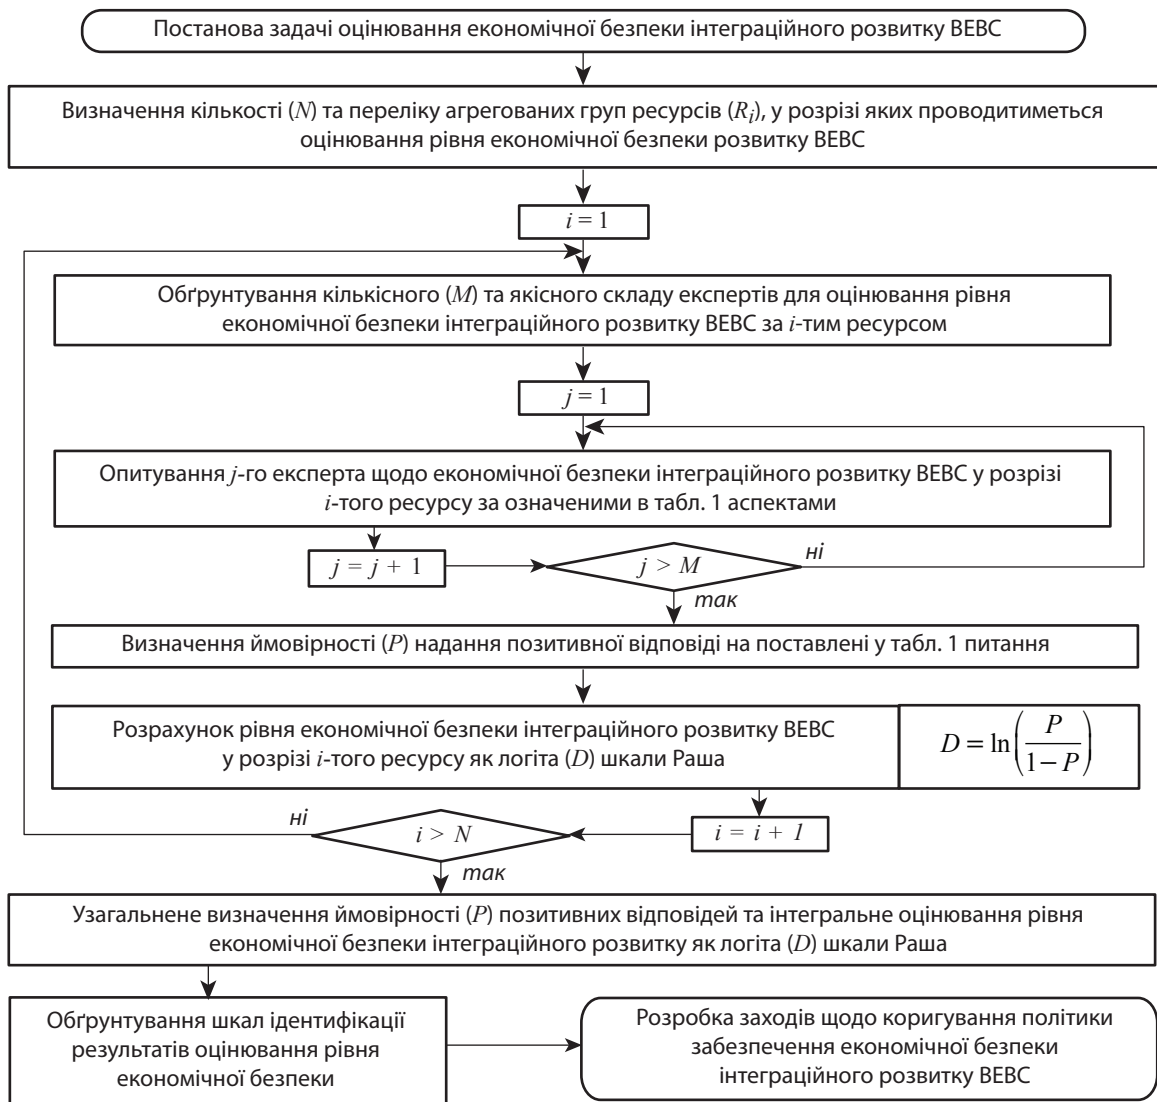 Постанова задачі оцінювання економічної безпеки інтеграційного розвитку ВЕВС
Визначення кількості (N) та переліку агрегованих груп ресурсів (R_i), у розрізі яких проводитиметься
оцінювання рівня економічної безпеки розвитку ВЕВС
i = 1
Обґрунтування кількісного (M) та якісного складу експертів для оцінювання рівня
економічної безпеки інтеграційного розвитку ВЕВС за i-тим ресурсом
j = 1
Опитування j-го експерта щодо економічної безпеки інтеграційного розвитку ВЕВС у розрізі
i-того ресурсу за означеними в табл. 1 аспектами
j = j + 1
j > M
ні
так
Визначення ймовірності (P) надання позитивної відповіді на поставлені у табл. 1 питання
Розрахунок рівня економічної безпеки інтеграційного розвитку ВЕВС
у розрізі i-того ресурсу як логіта (D) шкали Раша
D = ln(P/(1 – P))
ні
i > N
i = i + 1
так
Узагальнене визначення ймовірності (P) позитивних відповідей та інтегральне оцінювання рівня
економічної безпеки інтеграційного розвитку як логіта (D) шкали Раша
Обґрунтування шкал ідентифікації
результатів оцінювання рівня
економічної безпеки
Розробка заходів щодо коригування політики
забезпечення економічної безпеки
інтеграційного розвитку ВЕВС